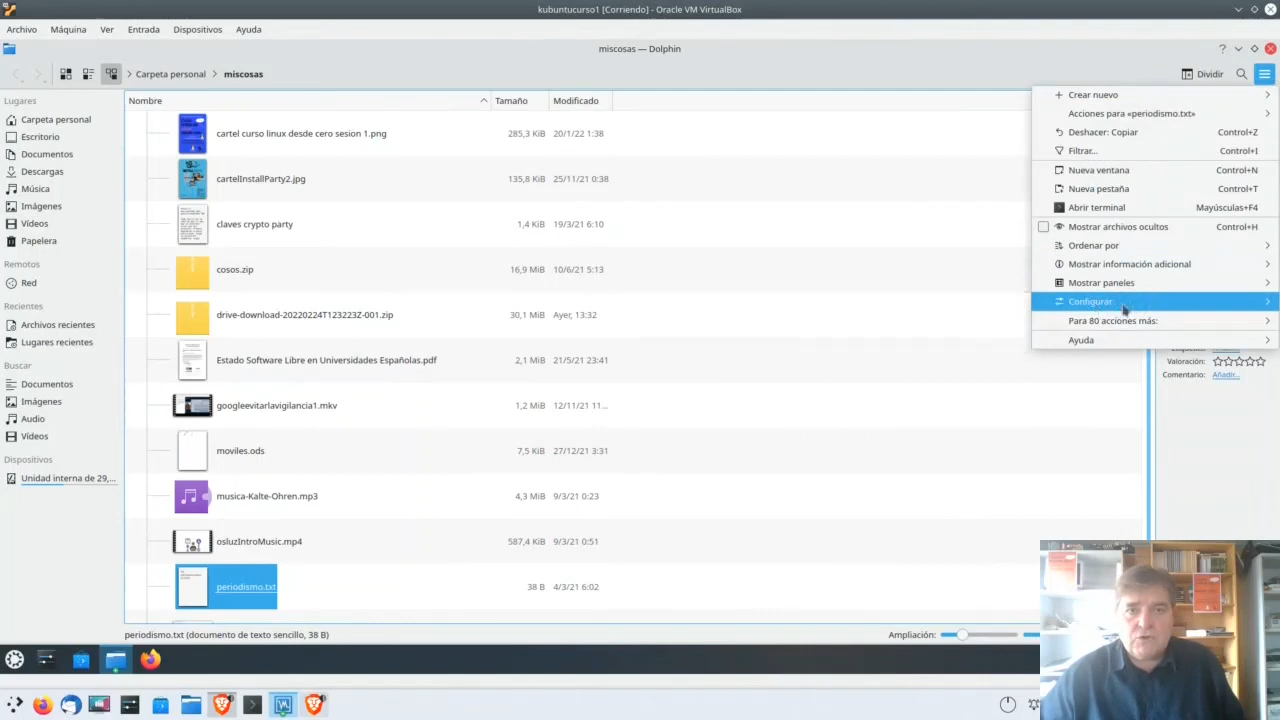 kubuntucurso1 [Corriendo] - Oracle VM VirtualBox
Archivo Máquina Ver Entrada Dispositivos Ayuda
miscosas — Dolphin
Carpeta personal miscosas
Dividir
Lugares
Carpeta personal
Escritorio
Documentos
Descargas
Música
Imágenes
Vídeos
Papelera
Remotos
Red
Recientes
Archivos recientes
Lugares recientes
Buscar
Documentos
Imágenes
Audio
Vídeos
Dispositivos
Unidad interna de 29,...
Nombre Tamaño Modificado
cartel curso linux desde cero sesion 1.png 285,3 KiB 20/1/22 1:38
cartelInstallParty2.jpg 135,8 KiB 25/11/21 0:38
claves crypto party 1,4 KiB 19/3/21 6:10
cosos.zip 16,9 MiB 10/6/21 5:13
drive-download-20220224T123223Z-001.zip 30,1 MiB Ayer, 13:32
Estado Software Libre en Universidades Españolas.pdf 2,1 MiB 21/5/21 23:41
googleevitarlavigilancia1.mkv 1,2 MiB 12/11/21 11...
moviles.ods 7,5 KiB 27/12/21 3:31
musica-Kalte-Ohren.mp3 4,3 MiB 9/3/21 0:23
osluzIntroMusic.mp4 587,4 KiB 9/3/21 0:51
periodismo.txt 38 B 4/3/21 6:02
Crear nuevo
Acciones para «periodismo.txt»
Deshacer: Copiar Control+Z
Filtrar... Control+I
Nueva ventana Control+N
Nueva pestaña Control+T
Abrir terminal Mayúsculas+F4
Mostrar archivos ocultos Control+H
Ordenar por
Mostrar información adicional
Mostrar paneles
Configurar
Para 80 acciones más:
Ayuda
Valoración:
Comentario: Añadir...
periodismo.txt (documento de texto sencillo, 38 B)
Ampliación: